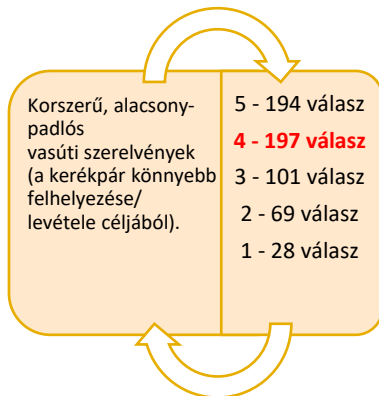 Korszerű, alacsony-
padlós
vasúti szerelvények
(a kerékpár könnyebb
felhelyezése/
levétele céljából).
5 - 194 válasz
4 - 197 válasz
3 - 101 válasz
2 - 69 válasz
1 - 28 válasz